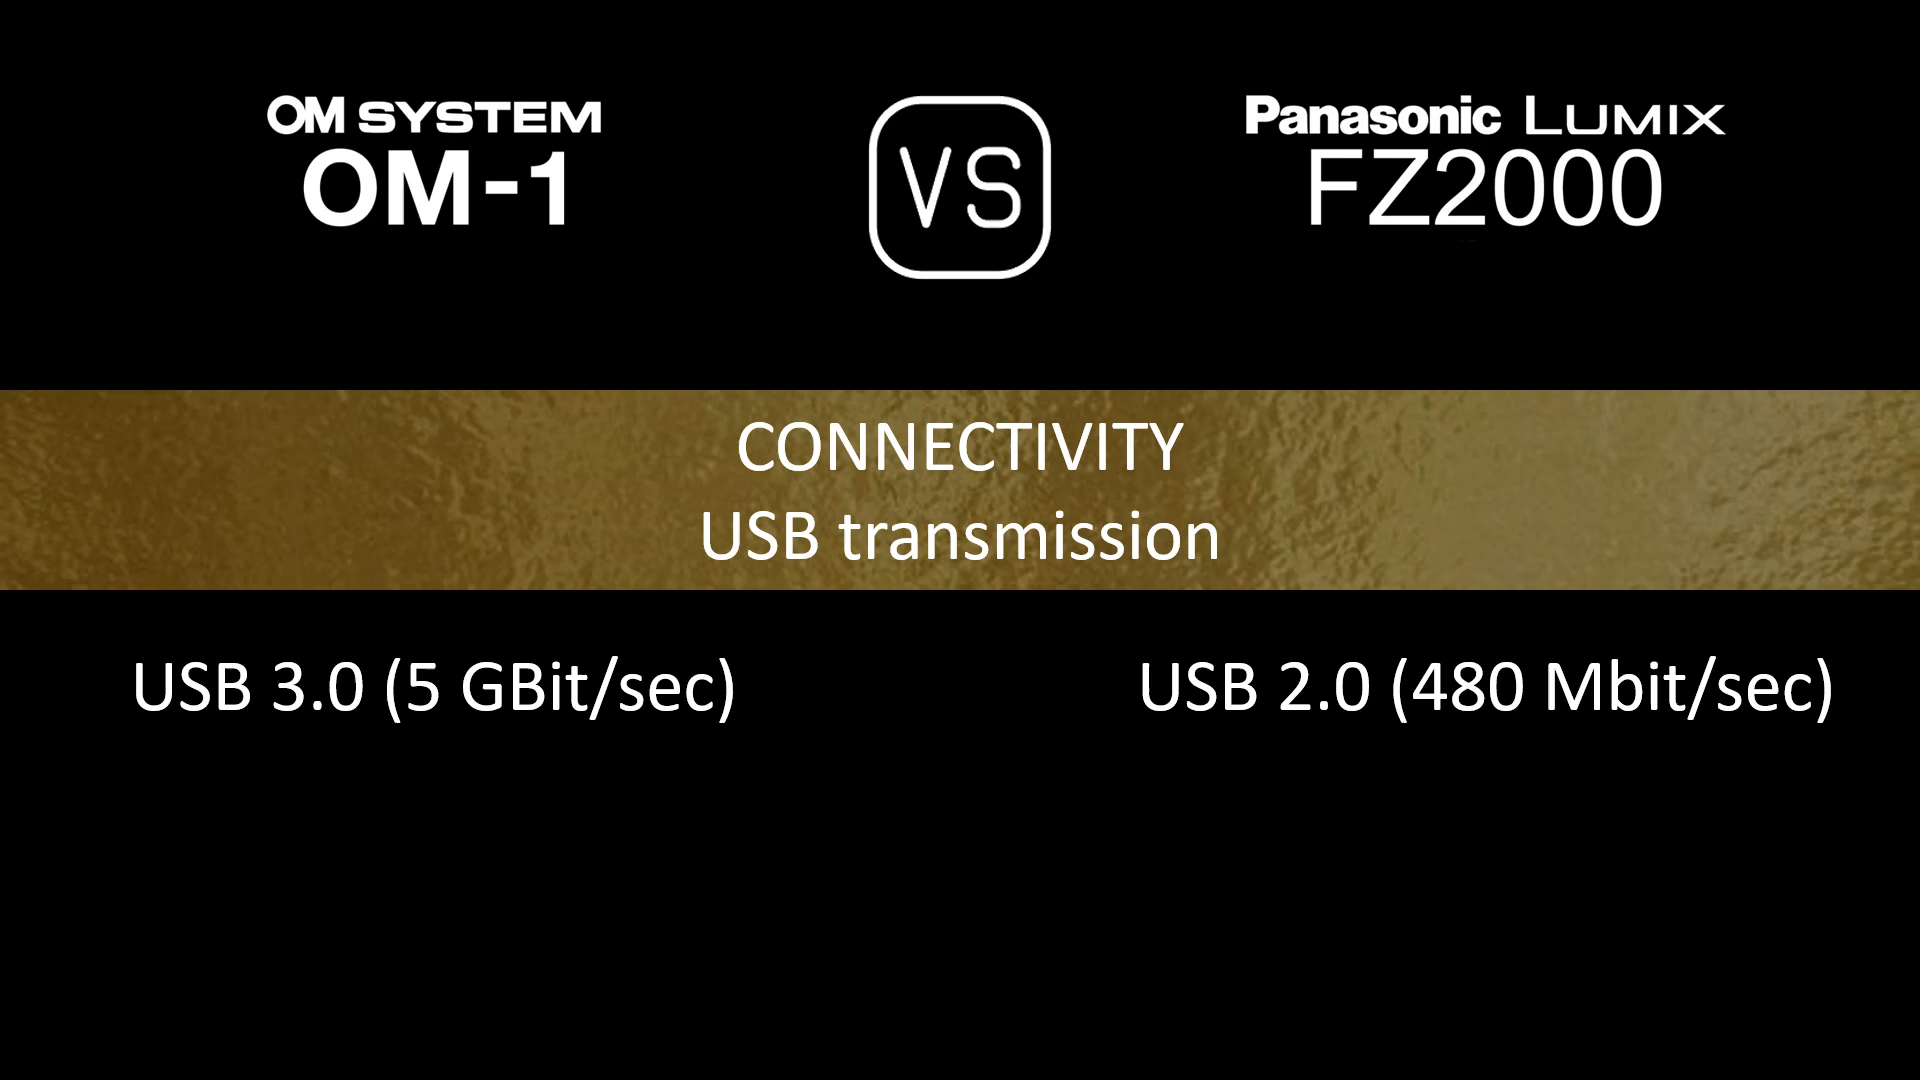 OM SYSTEM
OM-1
VS
Panasonic LUMIX
FZ2000
CONNECTIVITY
USB transmission
USB 3.0 (5 GBit/sec)
USB 2.0 (480 Mbit/sec)